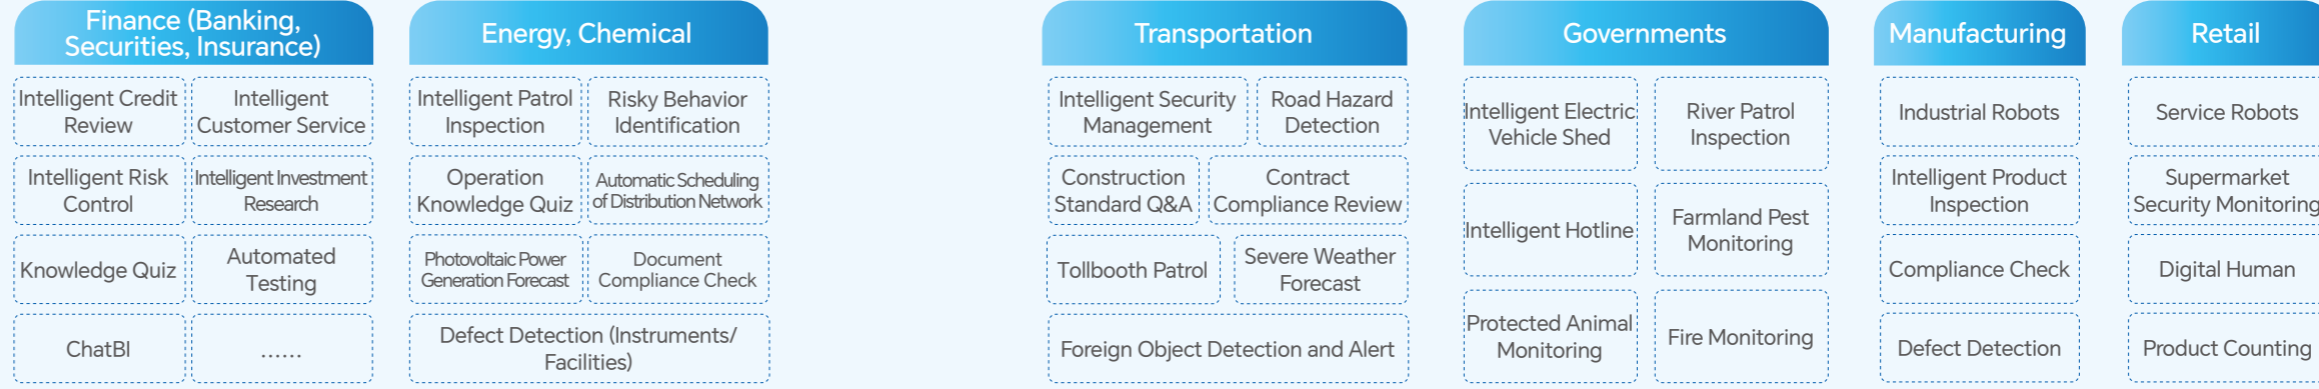 Finance (Banking,
Securities, Insurance)
Intelligent Credit
Review
Intelligent
Customer Service
Intelligent Risk
Control
Intelligent Investment
Research
Knowledge Quiz
Automated
Testing
ChatBI
......
Energy, Chemical
Intelligent Patrol
Inspection
Risky Behavior
Identification
Operation
Knowledge Quiz
Automatic Scheduling
of Distribution Network
Photovoltaic Power
Generation Forecast
Document
Compliance Check
Defect Detection (Instruments/
Facilities)
Transportation
Intelligent Security
Management
Road Hazard
Detection
Construction
Standard Q&A
Contract
Compliance Review
Tollbooth Patrol
Severe Weather
Forecast
Foreign Object Detection and Alert
Governments
Intelligent Electric
Vehicle Shed
River Patrol
Inspection
Intelligent Hotline
Farmland Pest
Monitoring
Protected Animal
Monitoring
Fire Monitoring
Manufacturing
Industrial Robots
Intelligent Product
Inspection
Compliance Check
Defect Detection
Retail
Service Robots
Supermarket
Security Monitoring
Digital Human
Product Counting